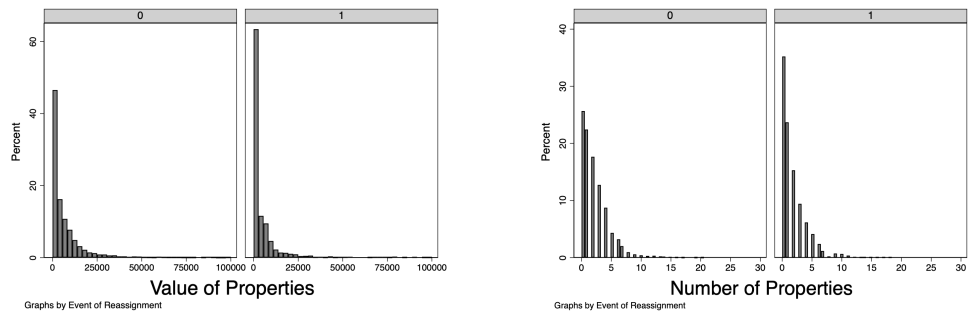 0 1
Percent
0 20 40 60
0 25000 50000 75000 100000 0 25000 50000 75000 100000
Value of Properties
Graphs by Event of Reassignment
0 1
Percent
0 10 20 30 40
0 5 10 15 20 25 30 0 5 10 15 20 25 30
Number of Properties
Graphs by Event of Reassignment